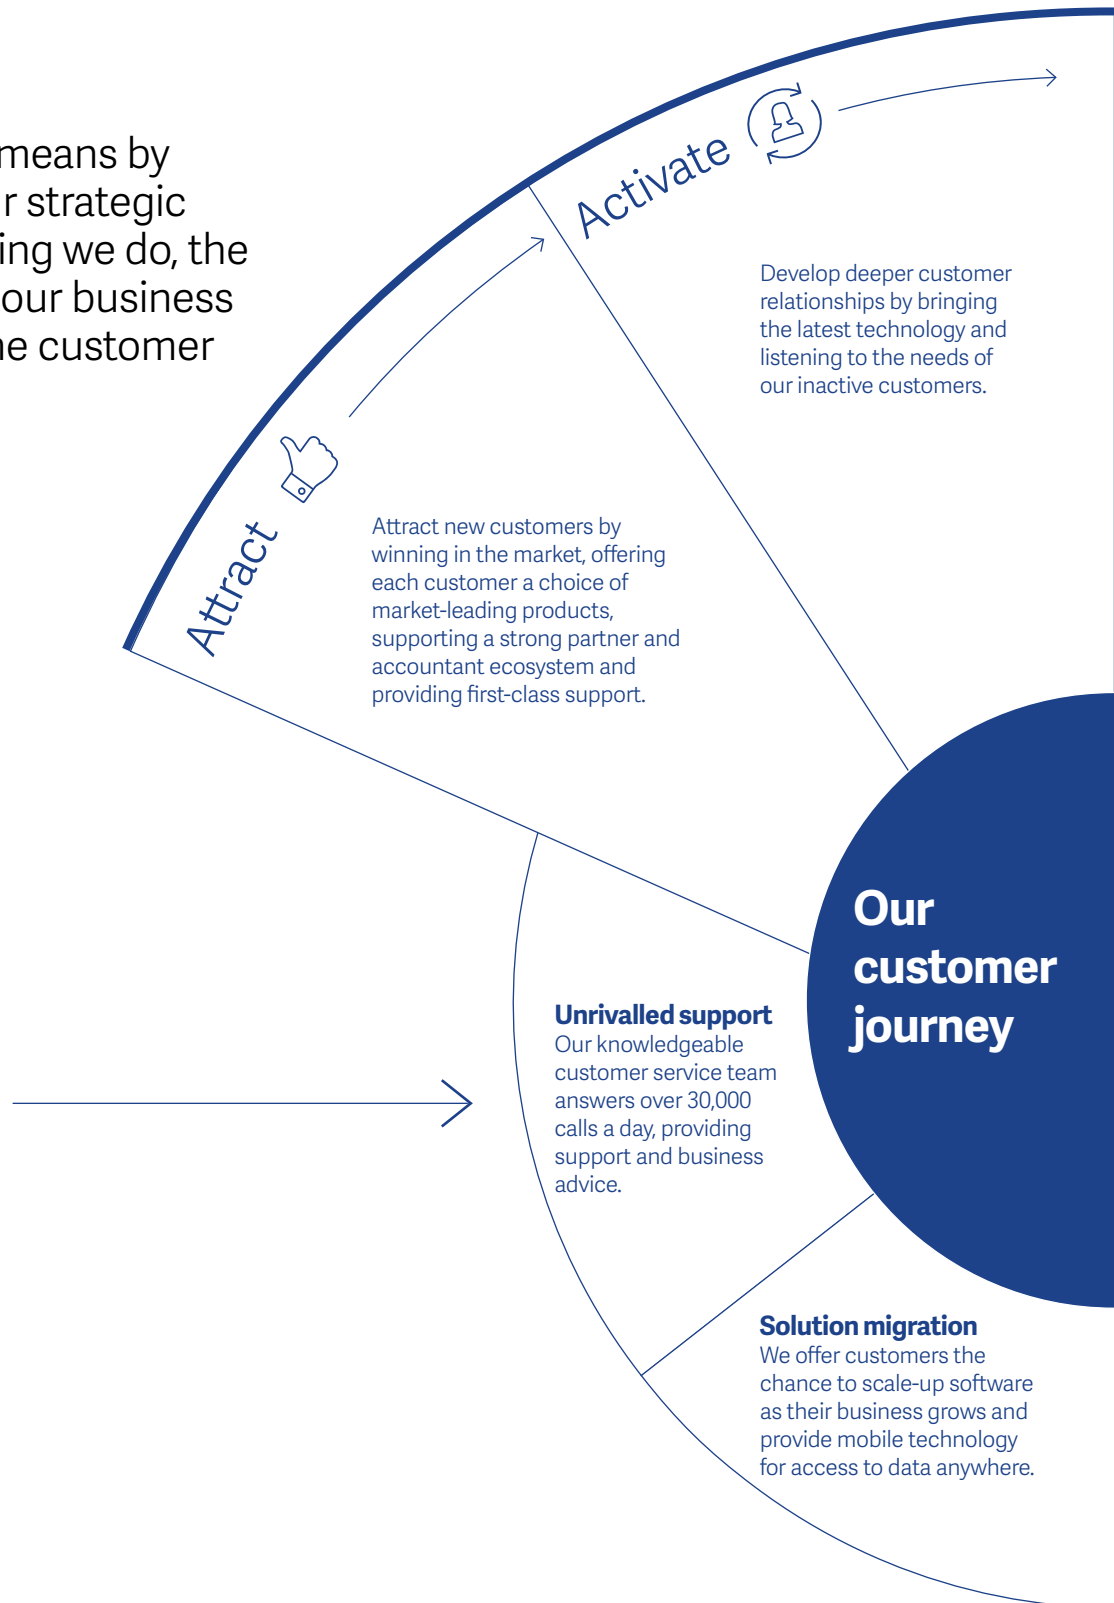 means by
r strategic
ing we do, the
our business
ne customer
Activate
Develop deeper customer
relationships by bringing
the latest technology and
listening to the needs of
our inactive customers.
Attract
Attract new customers by
winning in the market, offering
each customer a choice of
market-leading products,
supporting a strong partner and
accountant ecosystem and
providing first-class support.
Our
customer
journey
Unrivalled support
Our knowledgeable
customer service team
answers over 30,000
calls a day, providing
support and business
advice.
Solution migration
We offer customers the
chance to scale-up software
as their business grows and
provide mobile technology
for access to data anywhere.